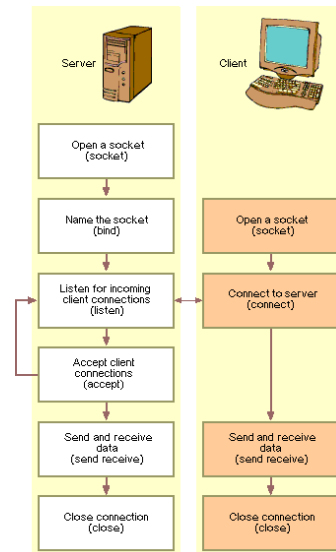 Server
Client
Open a socket
(socket)
Name the socket
(bind)
Open a socket
(socket)
Listen for incoming
client connections
(listen)
Connect to server
(connect)
Accept client
connections
(accept)
Send and receive
data
(send receive)
Send and receive
data
(send receive)
Close connection
(close)
Close connection
(close)